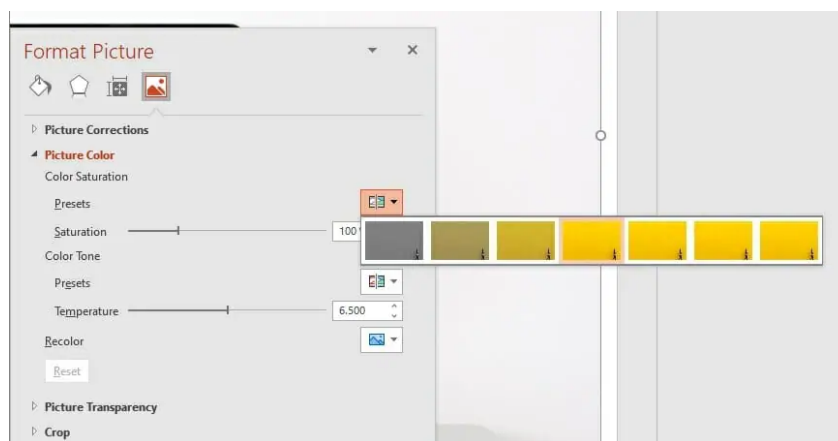 Format Picture
Picture Corrections
Picture Color
Color Saturation
Presets
Saturation 100
Color Tone
Presets
Temperature 6.500
Recolor
Reset
Picture Transparency
Crop